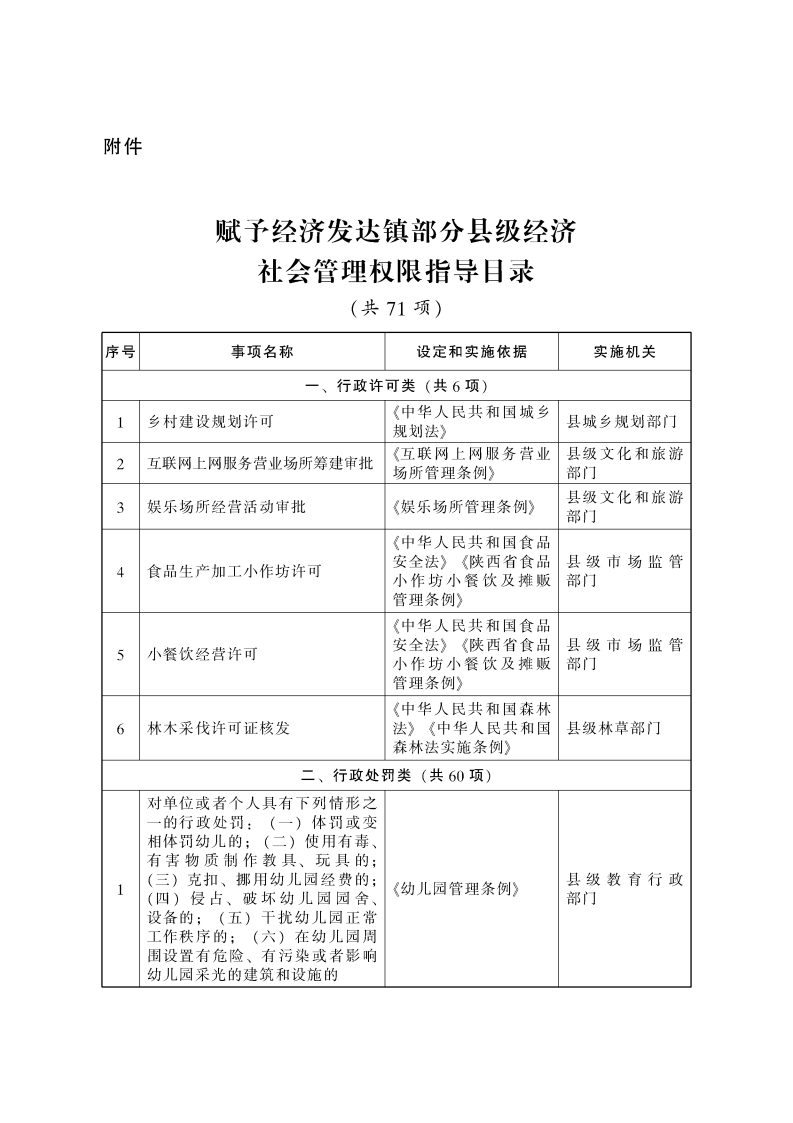 附件
赋予经济发达镇部分县级经济
社会管理权限指导目录
（共 71 项）
序号 事项名称 设定和实施依据 实施机关
一、行政许可类（共 6 项）
1 乡村建设规划许可 《中华人民共和国城乡
规划法》 县城乡规划部门
2 互联网上网服务营业场所筹建审批 《互联网上网服务营业
场所管理条例》 县级文化和旅游
部门
3 娱乐场所经营活动审批 《娱乐场所管理条例》 县级文化和旅游
部门
4 食品生产加工小作坊许可 《中华人民共和国食品
安全法》《陕西省食品
小作坊小餐饮及摊贩
管理条例》 县级市场监管
部门
5 小餐饮经营许可 《中华人民共和国食品
安全法》《陕西省食品
小作坊小餐饮及摊贩
管理条例》 县级市场监管
部门
6 林木采伐许可证核发 《中华人民共和国森林
法》《中华人民共和国
森林法实施条例》 县级林草部门
二、行政处罚类（共 60 项）
1 对单位或者个人具有下列情形之
一的行政处罚：（一）体罚或变
相体罚幼儿的；（二）使用有毒、
有害物质制作教具、玩具的；
（三）克扣、挪用幼儿园经费的；
（四）侵占、破坏幼儿园园舍、
设备的；（五）干扰幼儿园正常
工作秩序的；（六）在幼儿园周
围设置有危险、有污染或者影响
幼儿园采光的建筑和设施的 《幼儿园管理条例》 县级教育行政
部门